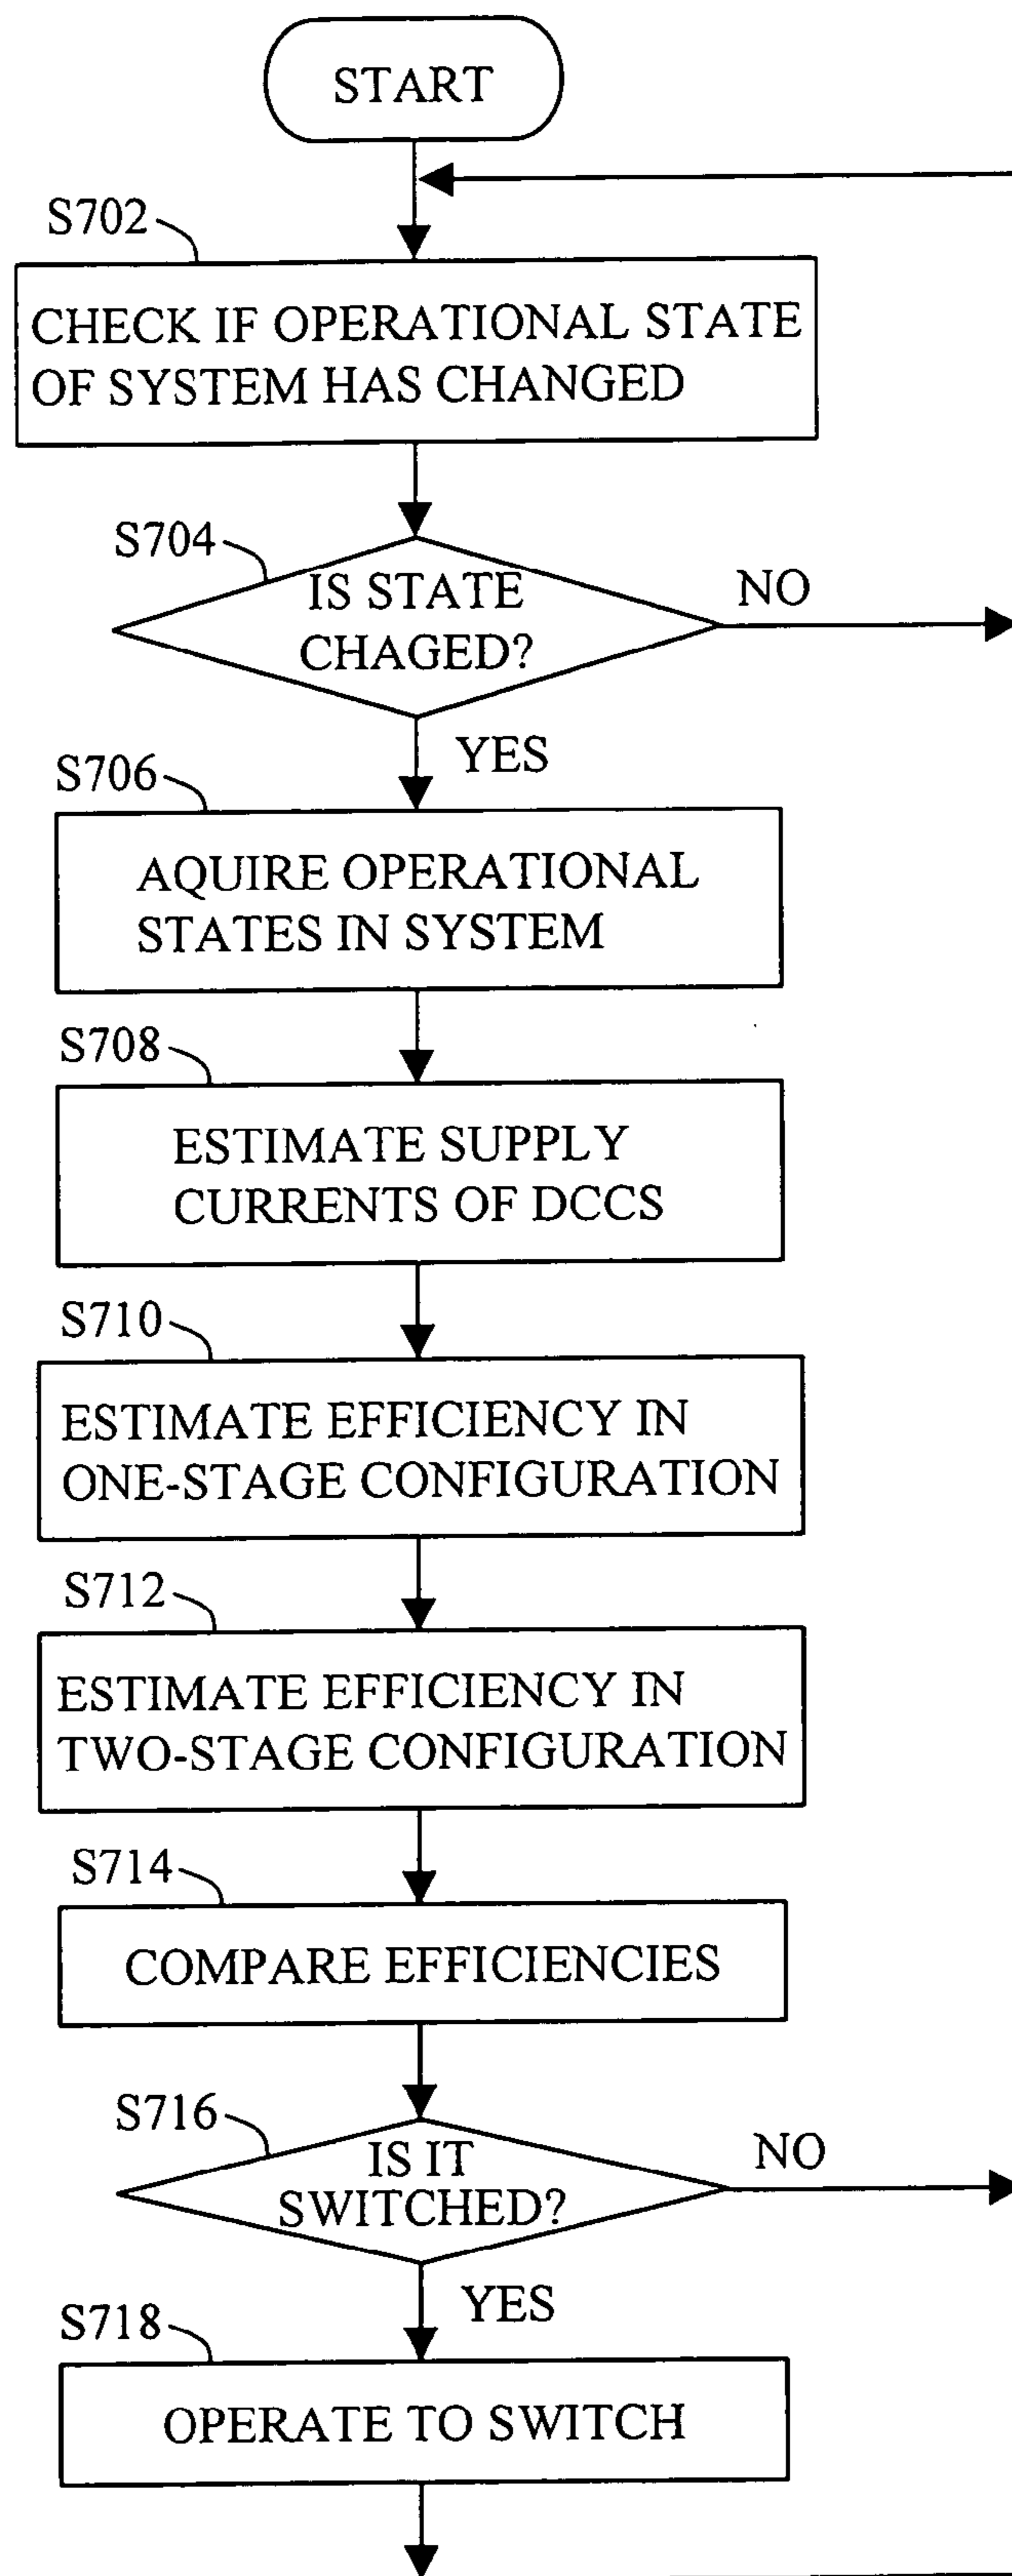 START
S702
CHECK IF OPERATIONAL STATE
OF SYSTEM HAS CHANGED
S704
IS STATE
CHAGED?
NO
YES
S706
AQUIRE OPERATIONAL
STATES IN SYSTEM
S708
ESTIMATE SUPPLY
CURRENTS OF DCCS
S710
ESTIMATE EFFICIENCY IN
ONE-STAGE CONFIGURATION
S712
ESTIMATE EFFICIENCY IN
TWO-STAGE CONFIGURATION
S714
COMPARE EFFICIENCIES
S716
IS IT
SWITCHED?
NO
YES
S718
OPERATE TO SWITCH